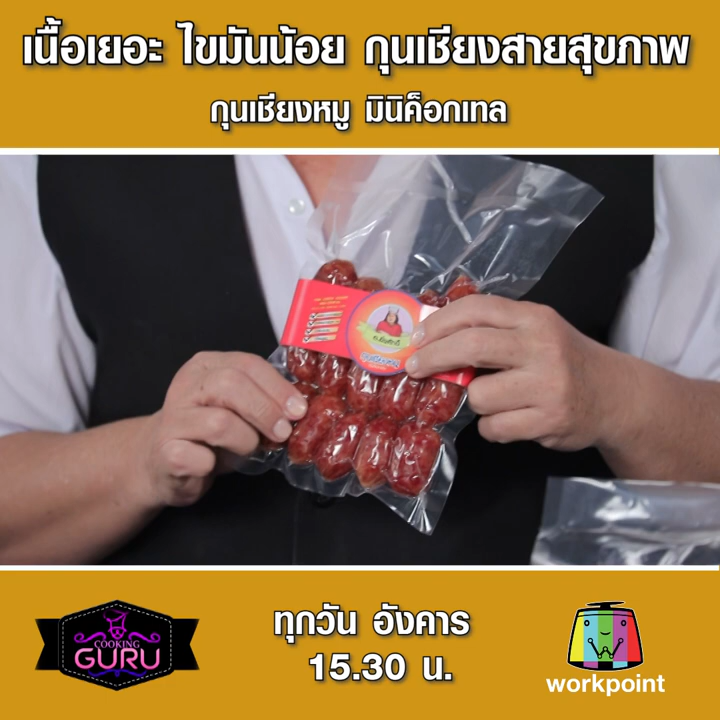 เนื้อเยอะ ไขมันน้อย กุนเชียงสายสุขภาพ
กุนเชียงหมู มินิค็อกเทล
COOKING
GURU
ทุกวัน อังคาร
15.30 น.
workpoint